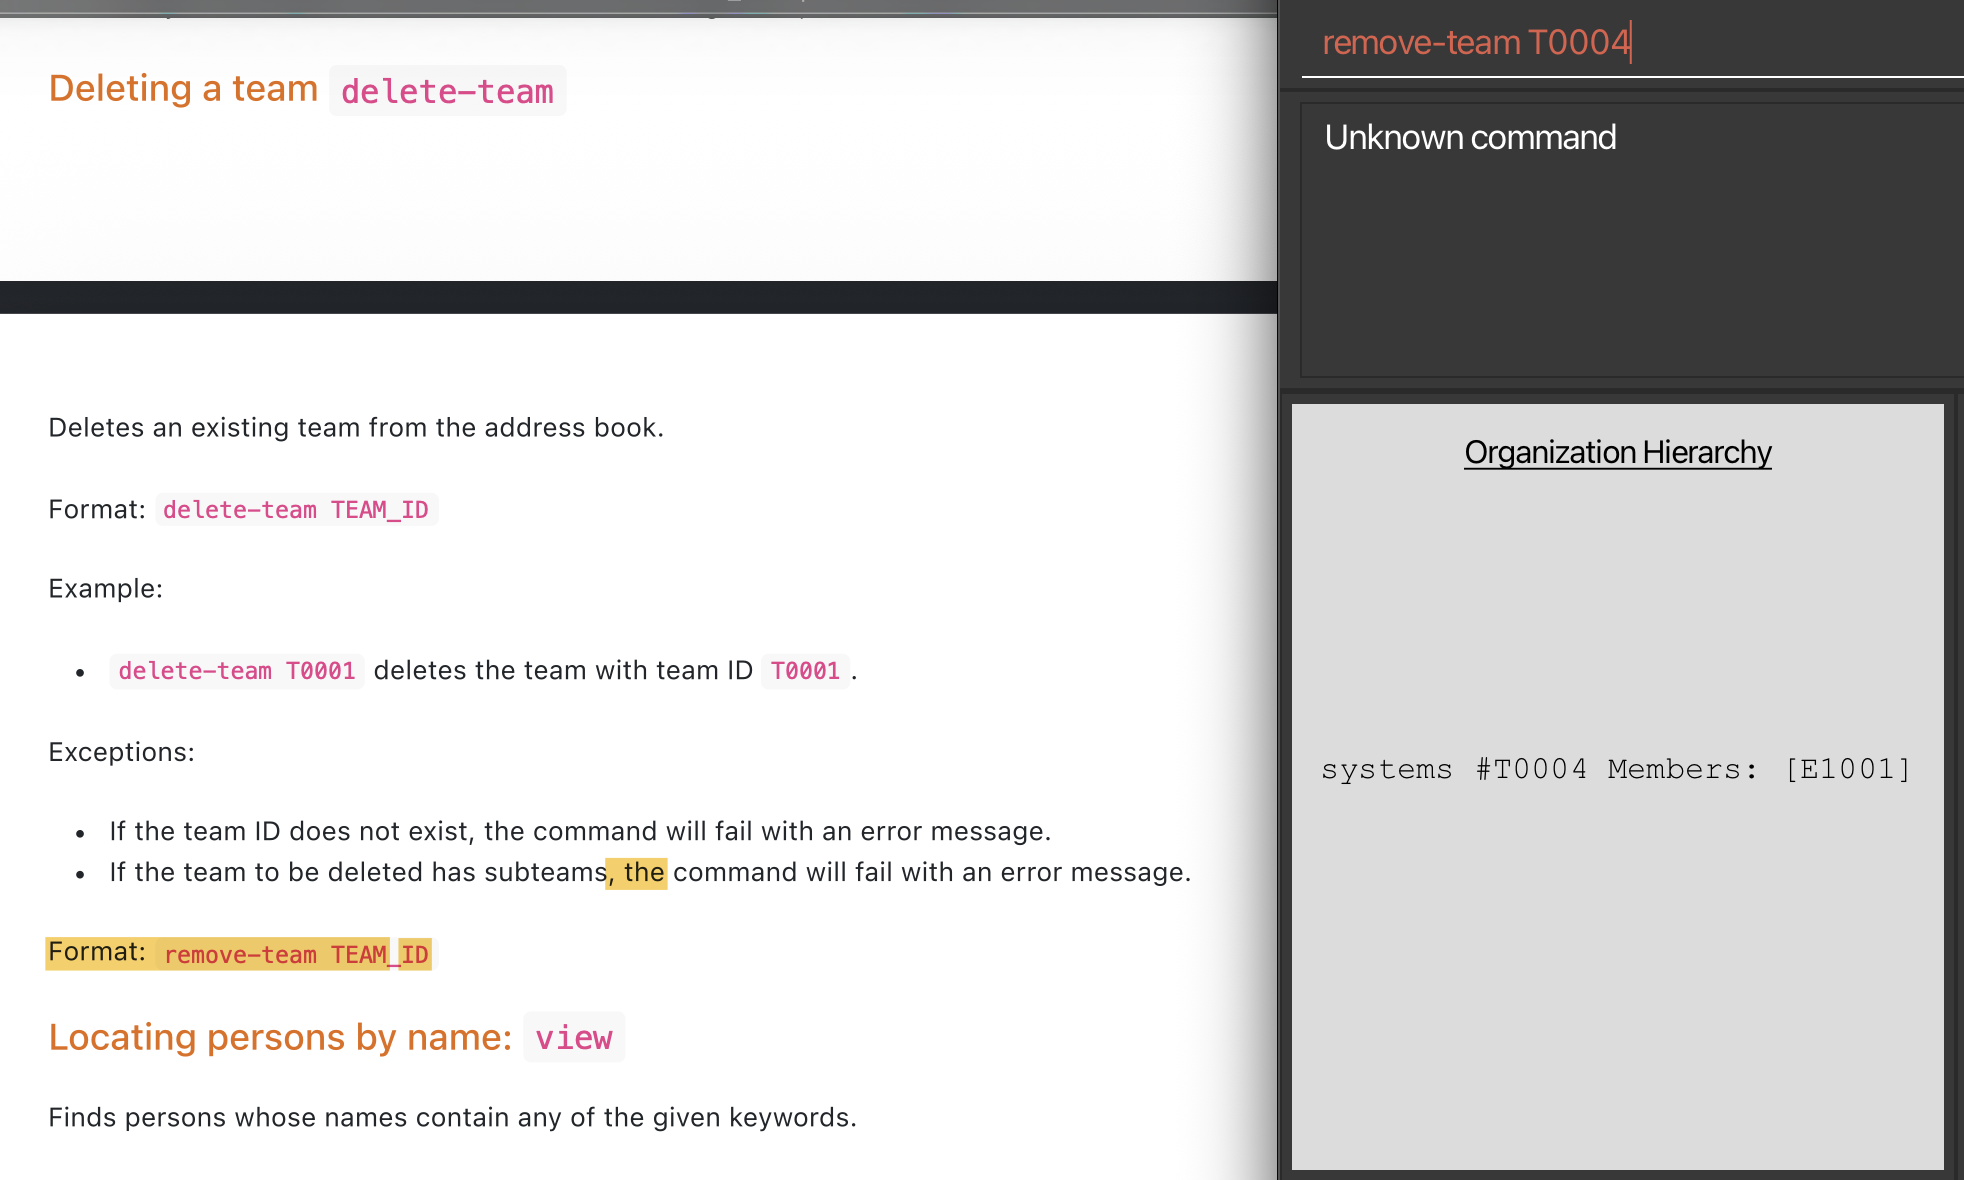 Deleting a team delete-team
Deletes an existing team from the address book.
Format: delete-team TEAM_ID
Example:
• delete-team T0001 deletes the team with team ID T0001.
Exceptions:
• If the team ID does not exist, the command will fail with an error message.
• If the team to be deleted has subteams, the command will fail with an error message.
Format: remove-team TEAM_ID
Locating persons by name: view
Finds persons whose names contain any of the given keywords.
remove-team T0004
Unknown command
Organization Hierarchy
systems #T0004 Members: [E1001]